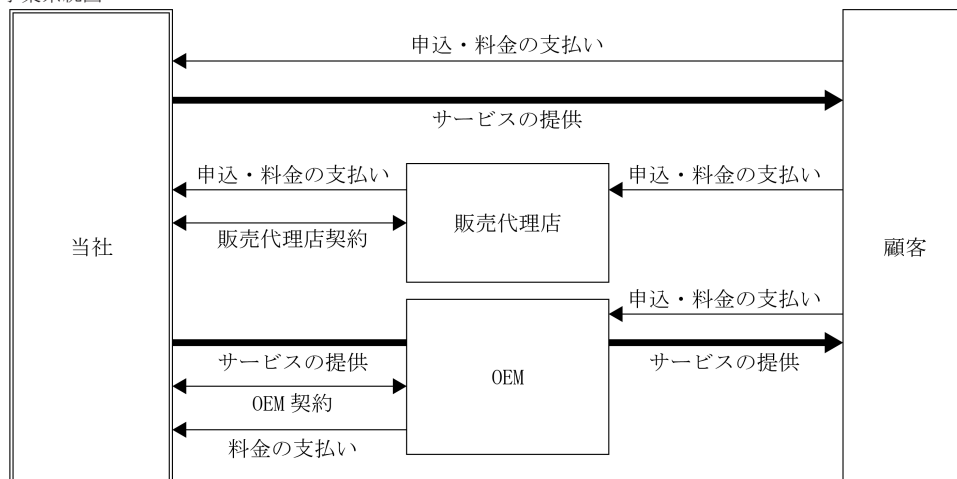 申込・料金の支払い
サービスの提供
申込・料金の支払い
申込・料金の支払い
販売代理店
販売代理店契約
当社
顧客
申込・料金の支払い
サービスの提供
サービスの提供
OEM
OEM 契約
料金の支払い